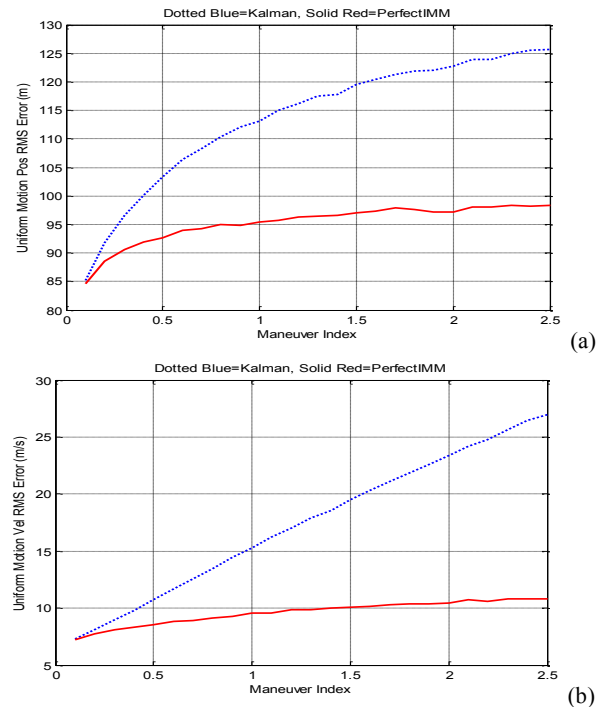 Dotted Blue=Kalman, Solid Red=PerfectIMM
130
125
120
115
110
105
100
95
90
85
80
Uniform Motion Pos RMS Error (m)
0 0.5 1 1.5 2 2.5
Maneuver Index
(a)
Dotted Blue=Kalman, Solid Red=PerfectIMM
30
25
20
15
10
5
Uniform Motion Vel RMS Error (m/s)
0 0.5 1 1.5 2 2.5
Maneuver Index
(b)